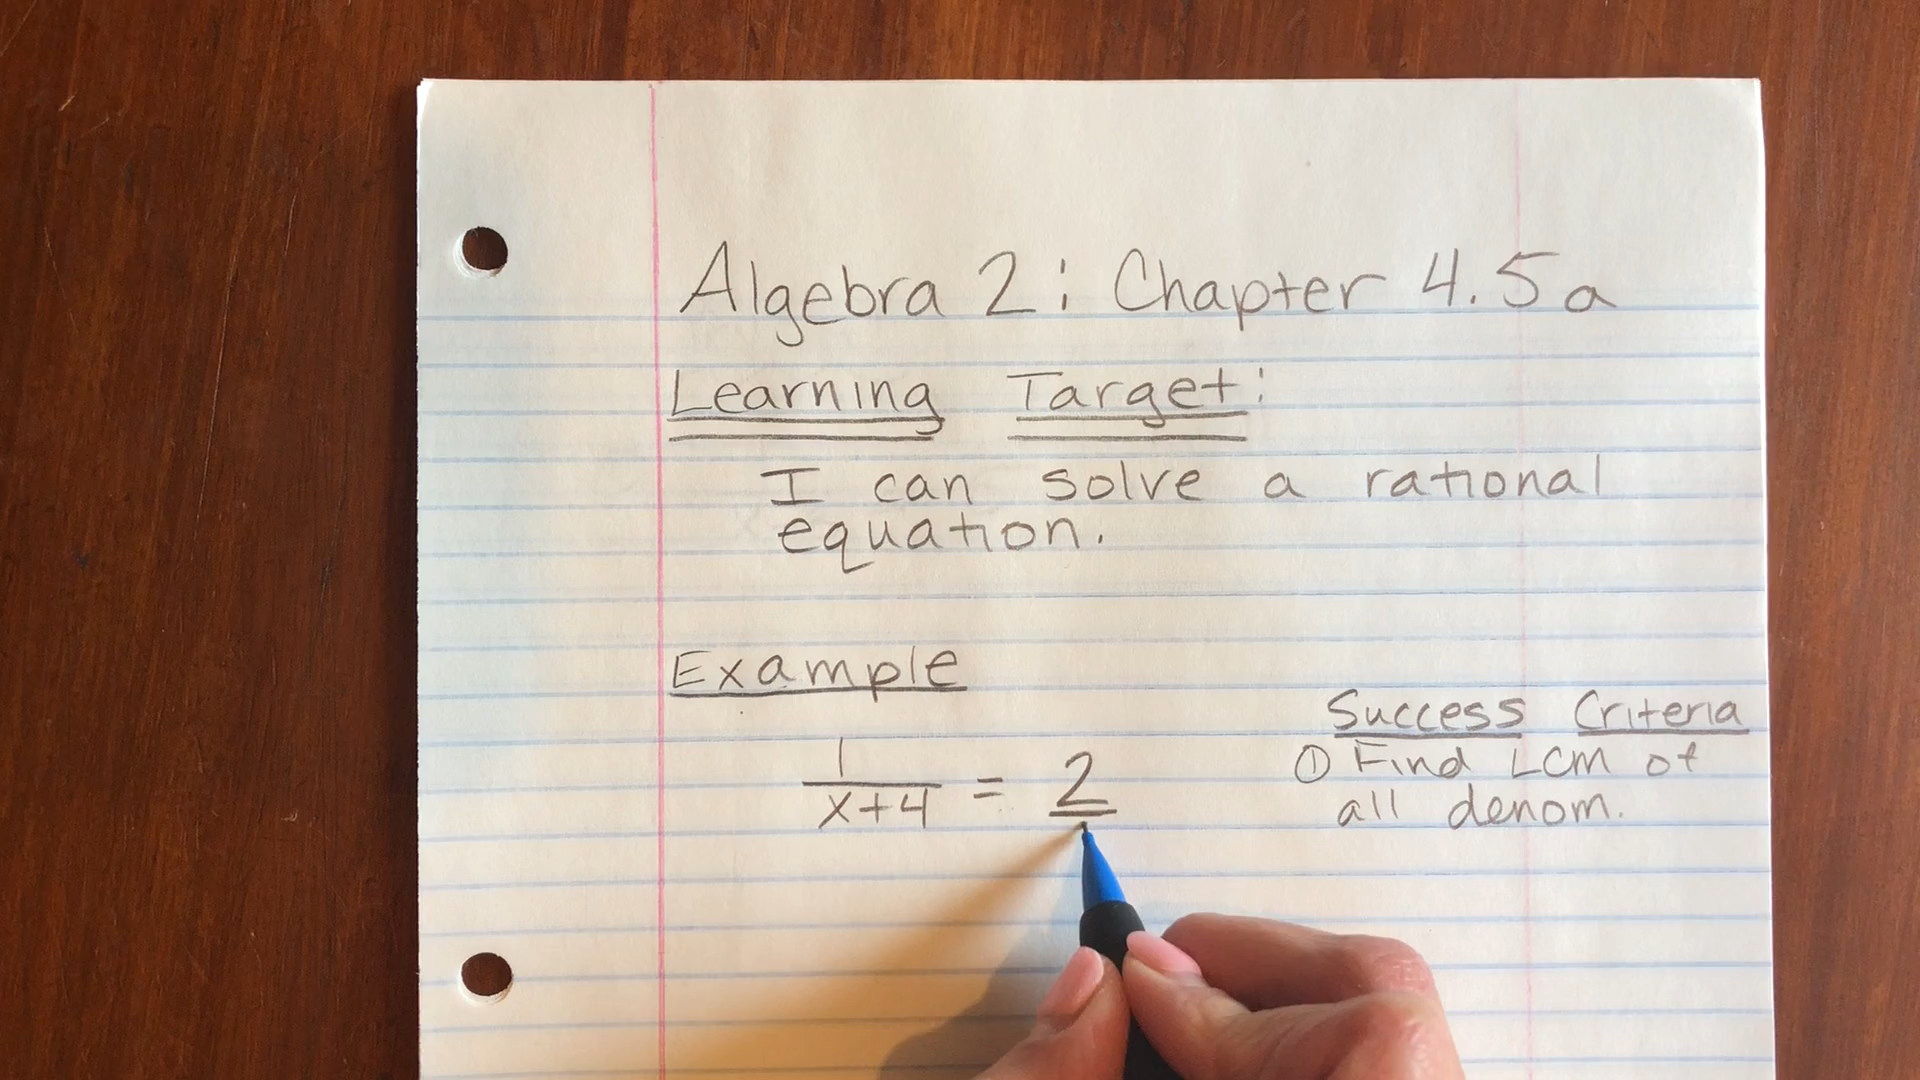 Algebra 2: Chapter 4.5a
Learning Target:
I can solve a rational
equation.
Example
1/(x+4) = 2/
Success Criteria
① Find LCM of
all denom.